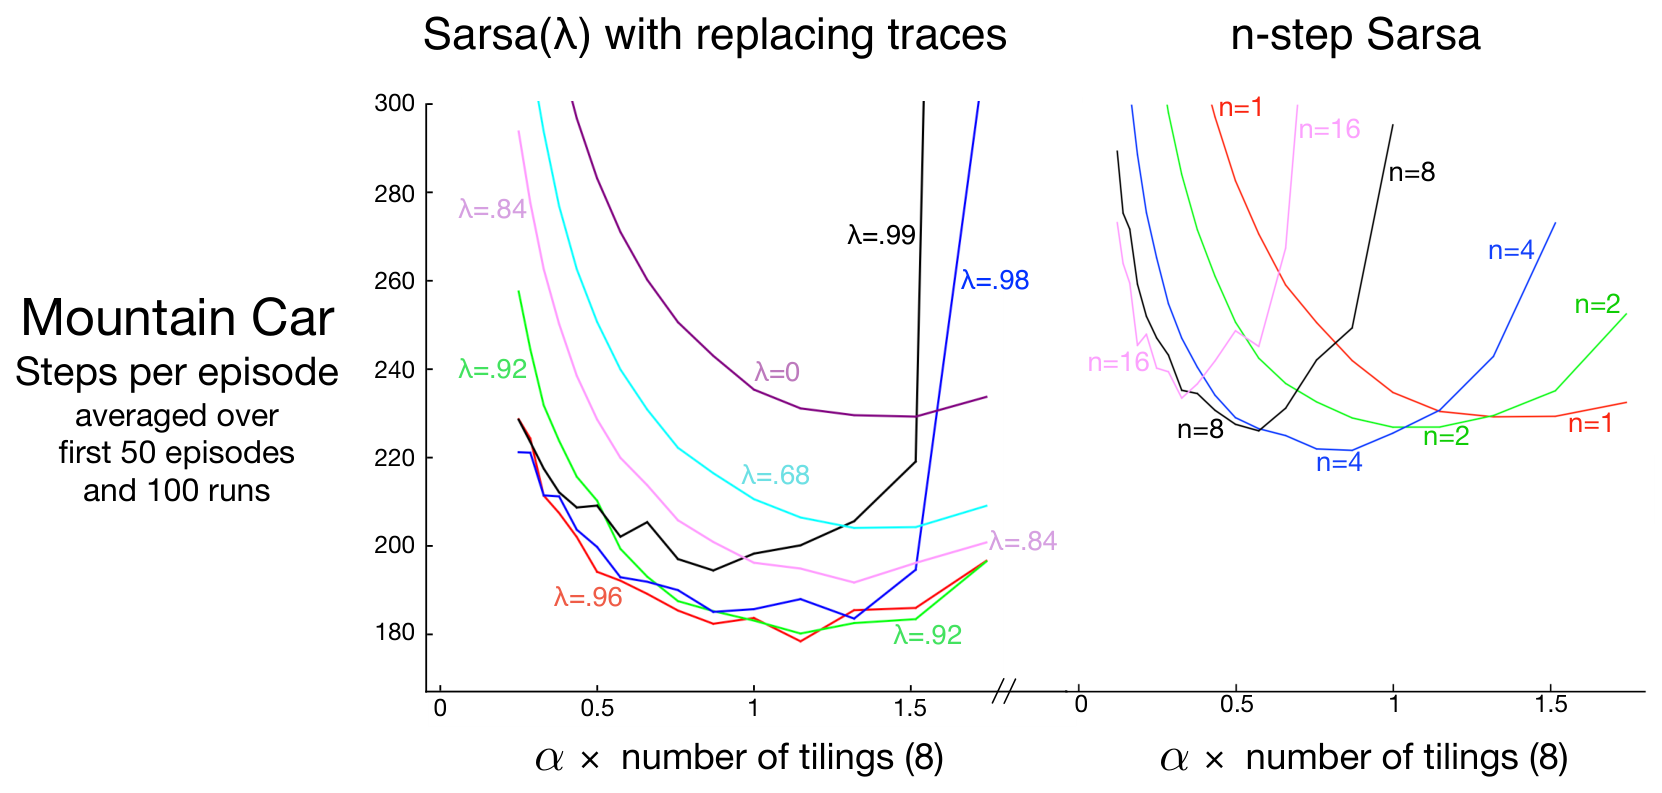 Sarsa(λ) with replacing traces
n-step Sarsa
Mountain Car
Steps per episode
averaged over
first 50 episodes
and 100 runs
300
280
260
240
220
200
180
λ=.84
λ=.92
λ=.96
λ=0
λ=.68
λ=.99
λ=.98
λ=.84
λ=.92
n=1
n=16
n=8
n=4
n=2
n=16
n=8
n=4
n=2
n=1
0
0.5
1
1.5
0
0.5
1
1.5
α × number of tilings (8)
α × number of tilings (8)